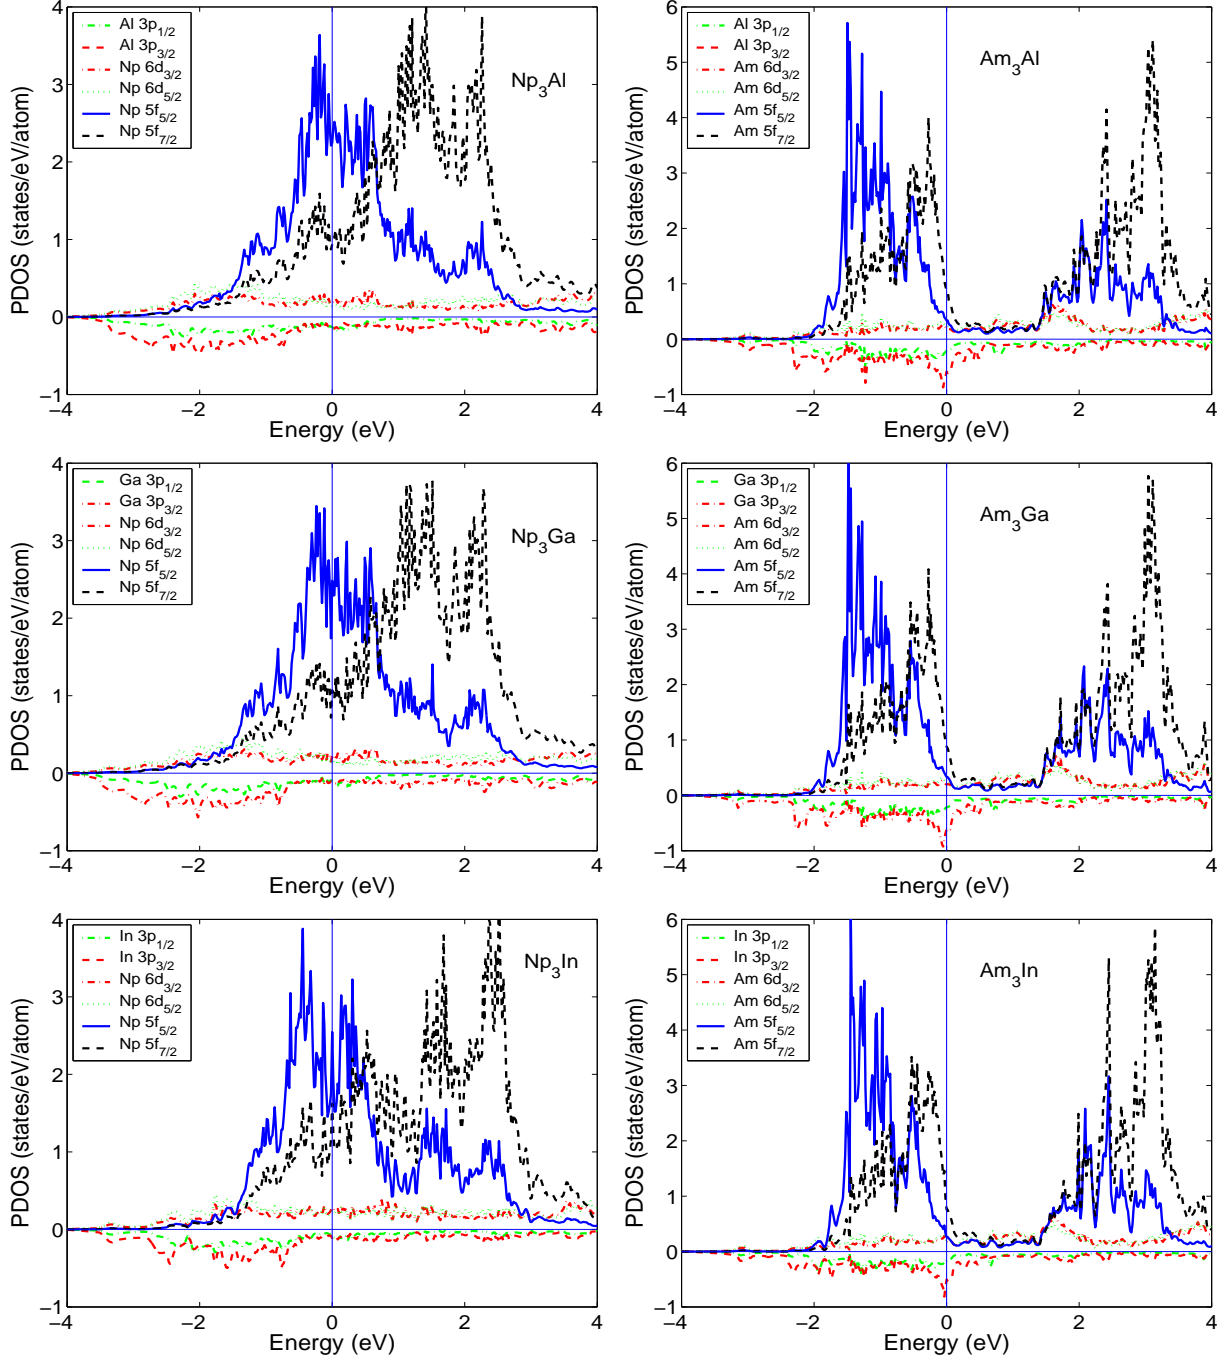 4
3
2
1
0
−1
PDOS (states/eV/atom)
Al 3p1/2
Al 3p3/2
Np 6d3/2
Np 6d5/2
Np 5f5/2
Np 5f7/2
Np3Al
−4 −2 0 2 4
Energy (eV)
6
5
4
3
2
1
0
−1
PDOS (states/eV/atom)
Al 3p1/2
Al 3p3/2
Am 6d3/2
Am 6d5/2
Am 5f5/2
Am 5f7/2
Am3Al
−4 −2 0 2 4
Energy (eV)
4
3
2
1
0
−1
PDOS (states/eV/atom)
Ga 3p1/2
Ga 3p3/2
Np 6d3/2
Np 6d5/2
Np 5f5/2
Np 5f7/2
Np3Ga
−4 −2 0 2 4
Energy (eV)
6
5
4
3
2
1
0
−1
PDOS (states/eV/atom)
Ga 3p1/2
Ga 3p3/2
Am 6d3/2
Am 6d5/2
Am 5f5/2
Am 5f7/2
Am3Ga
−4 −2 0 2 4
Energy (eV)
4
3
2
1
0
−1
PDOS (states/eV/atom)
In 3p1/2
In 3p3/2
Np 6d3/2
Np 6d5/2
Np 5f5/2
Np 5f7/2
Np3In
−4 −2 0 2 4
Energy (eV)
6
5
4
3
2
1
0
−1
PDOS (states/eV/atom)
In 3p1/2
In 3p3/2
Am 6d3/2
Am 6d5/2
Am 5f5/2
Am 5f7/2
Am3In
−4 −2 0 2 4
Energy (eV)